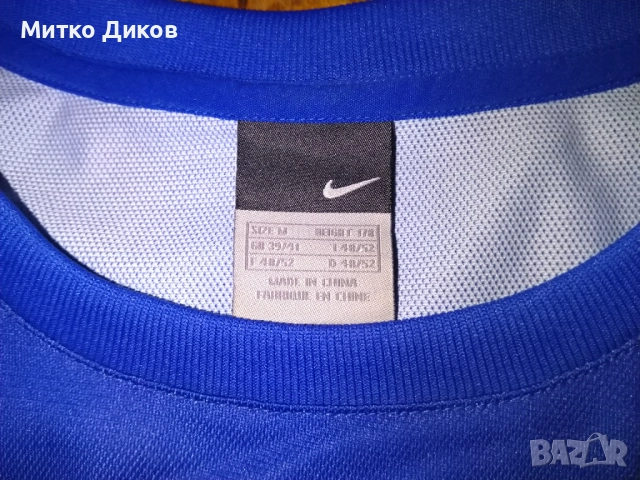 Митко Диков
SIZE M HEIGHT 178
GB 39/41 I 48/52
F 48/52 D 48/52
MADE IN CHINA
FABRIQUE EN CHINE
BAZAR